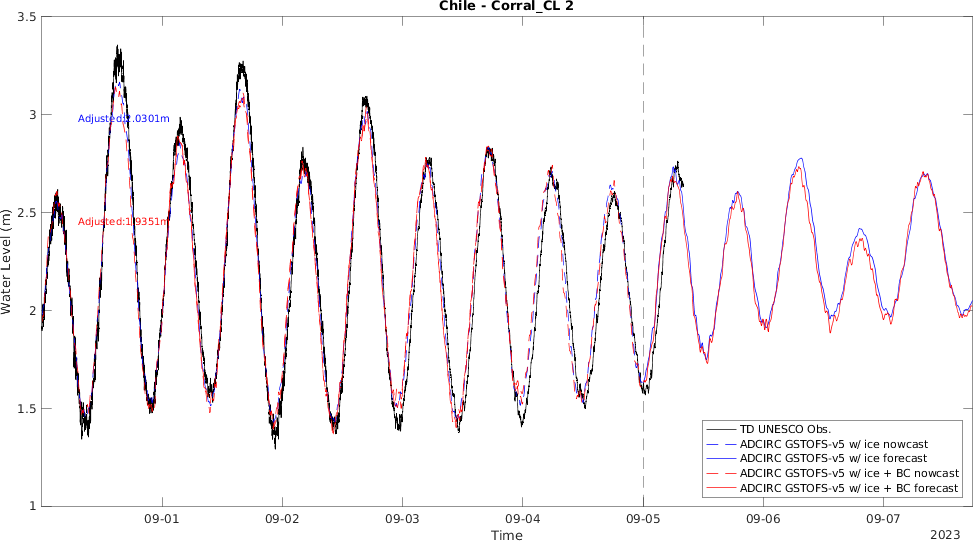 Chile - Corral_CL 2
3.5
3
2.5
2
1.5
1
Water Level (m)
Adjusted:2.0301m
Adjusted:1.9351m
TD UNESCO Obs.
ADCIRC GSTOFS-v5 w/ ice nowcast
ADCIRC GSTOFS-v5 w/ ice forecast
ADCIRC GSTOFS-v5 w/ ice + BC nowcast
ADCIRC GSTOFS-v5 w/ ice + BC forecast
09-01 09-02 09-03 09-04 09-05 09-06 09-07
Time
2023